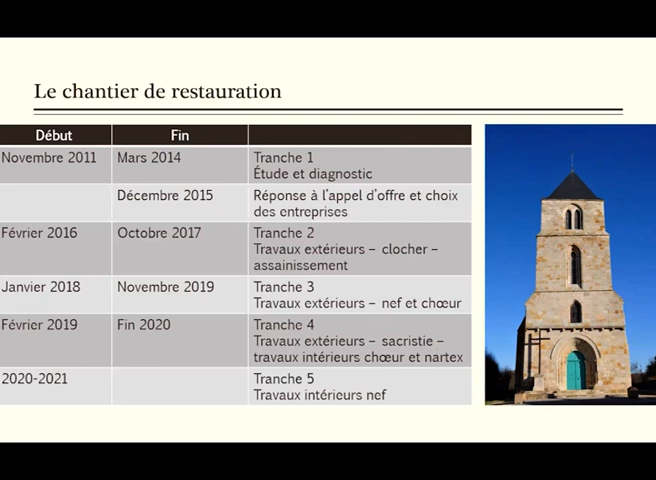 Le chantier de restauration
Début Fin
Novembre 2011 Mars 2014 Tranche 1
Étude et diagnostic
Décembre 2015 Réponse à l'appel d'offre et choix
des entreprises
Février 2016 Octobre 2017 Tranche 2
Travaux extérieurs – clocher –
assainissement
Janvier 2018 Novembre 2019 Tranche 3
Travaux extérieurs – nef et chœur
Février 2019 Fin 2020 Tranche 4
Travaux extérieurs – sacristie –
travaux intérieurs chœur et nartex
2020-2021 Tranche 5
Travaux intérieurs nef